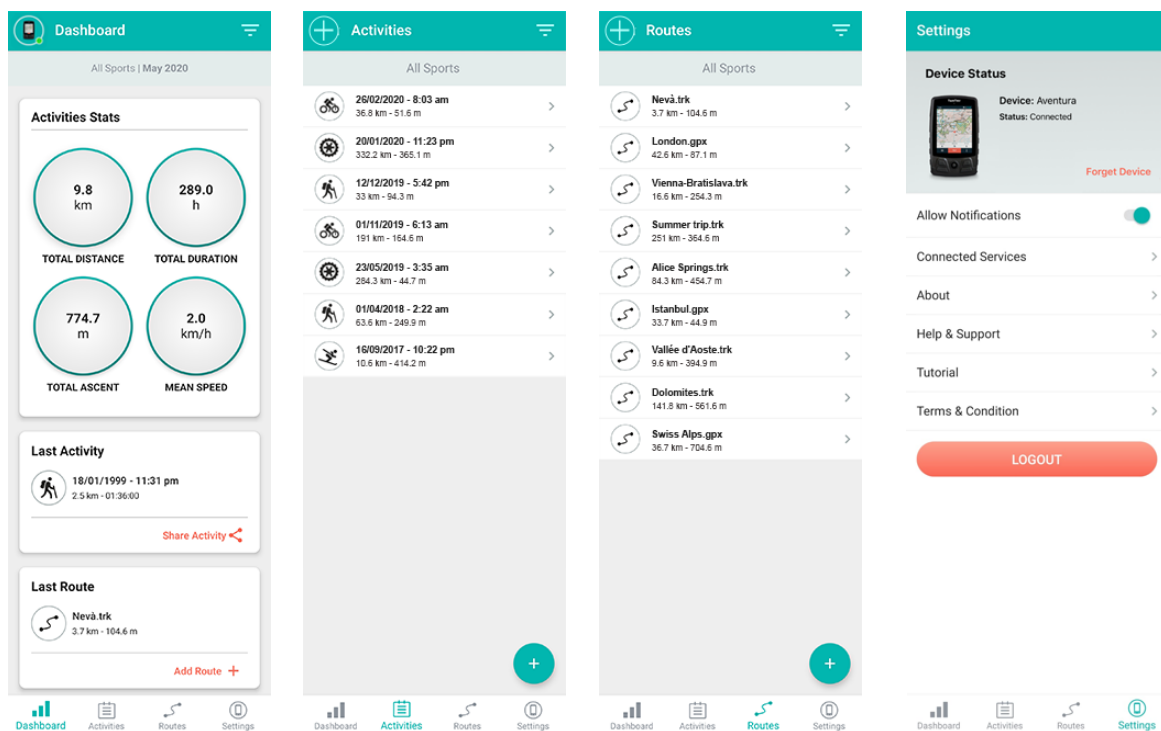 Dashboard
All Sports | May 2020
Activities Stats
9.8
km
289.0
h
TOTAL DISTANCE
TOTAL DURATION
774.7
m
2.0
km/h
TOTAL ASCENT
MEAN SPEED
Last Activity
18/01/1999 - 11:31 pm
2.5 km - 01:36:00
Share Activity
Last Route
Nevà.trk
3.7 km - 104.6 m
Add Route +
Dashboard
Activities
Routes
Settings
Activities
All Sports
26/02/2020 - 8:03 am
36.8 km - 51.6 m
20/01/2020 - 11:23 pm
332.2 km - 365.1 m
12/12/2019 - 5:42 pm
33 km - 94.3 m
01/11/2019 - 6:13 am
191 km - 164.6 m
23/05/2019 - 3:35 am
284.3 km - 44.7 m
01/04/2018 - 2:22 am
63.6 km - 249.9 m
16/09/2017 - 10:22 pm
10.6 km - 414.2 m
Dashboard
Activities
Routes
Settings
Routes
All Sports
Nevà.trk
3.7 km - 104.6 m
London.gpx
42.6 km - 87.1 m
Vienna-Bratislava.trk
16.6 km - 254.3 m
Summer trip.trk
251 km - 364.6 m
Alice Springs.trk
84.3 km - 454.7 m
Istanbul.gpx
33.7 km - 44.9 m
Vallée d'Aoste.trk
9.6 km - 394.9 m
Dolomites.trk
141.8 km - 561.6 m
Swiss Alps.gpx
36.7 km - 704.6 m
Dashboard
Activities
Routes
Settings
Settings
Device Status
Device: Aventura
Status: Connected
Forget Device
Allow Notifications
Connected Services
About
Help & Support
Tutorial
Terms & Condition
LOGOUT
Dashboard
Activities
Routes
Settings